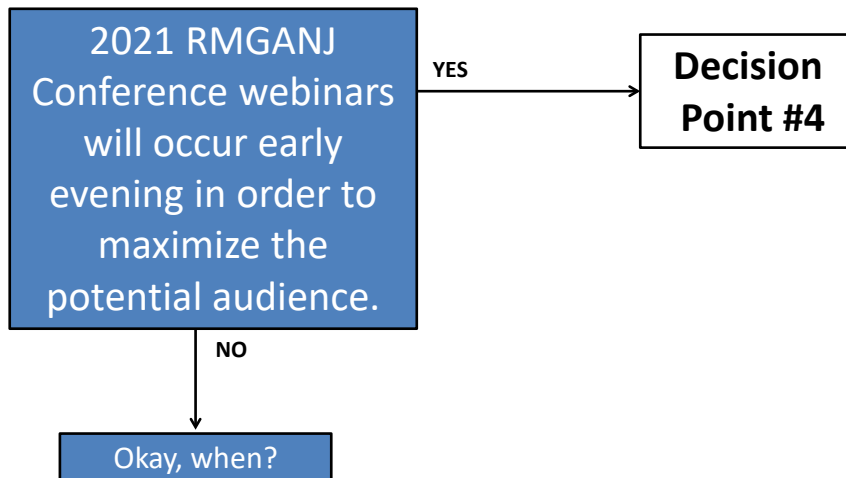 2021 RMGANJ
Conference webinars
will occur early
evening in order to
maximize the
potential audience.
YES
Decision
Point #4
NO
Okay, when?